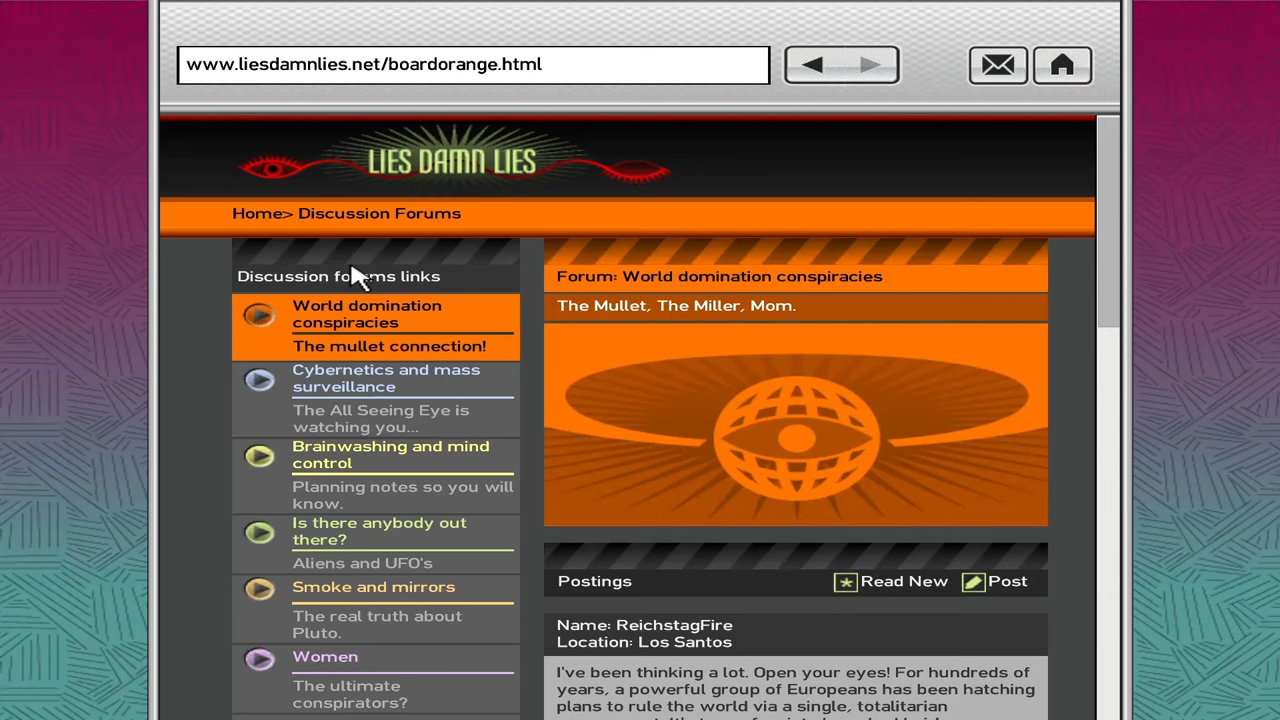 www.liesdamnlies.net/boardorange.html
LIES DAMN LIES
Home> Discussion Forums
Discussion forums links
World domination
conspiracies
The mullet connection!
Cybernetics and mass
surveillance
The All Seeing Eye is
watching you...
Brainwashing and mind
control
Planning notes so you will
know.
Is there anybody out
there?
Aliens and UFO's
Smoke and mirrors
The real truth about
Pluto.
Women
The ultimate
conspirators?
Forum: World domination conspiracies
The Mullet, The Miller, Mom.
Postings
Read New
Post
Name: ReichstagFire
Location: Los Santos
I've been thinking a lot. Open your eyes! For hundreds of
years, a powerful group of Europeans has been hatching
plans to rule the world via a single, totalitarian